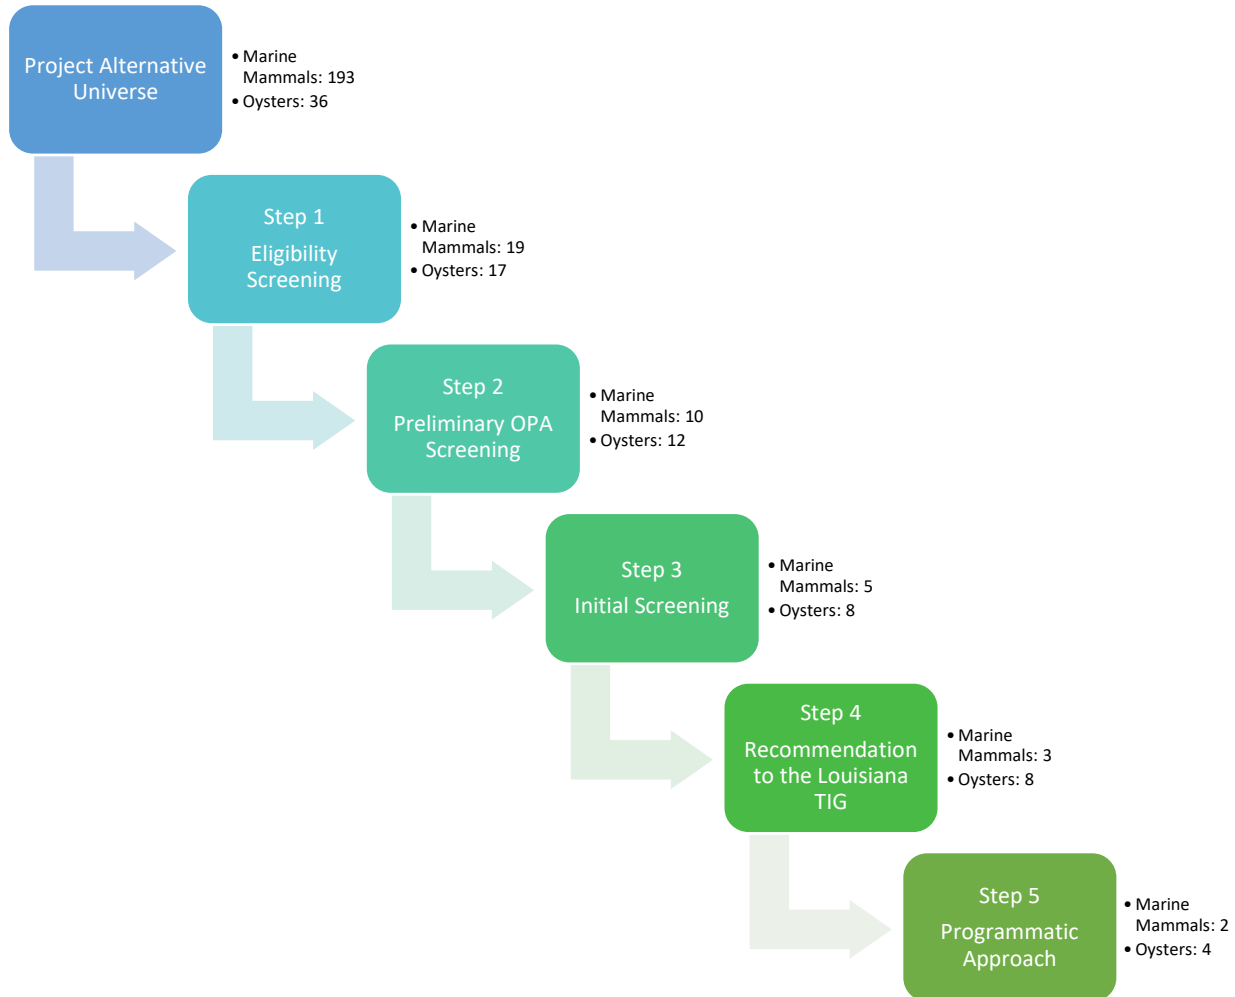 Project Alternative
Universe
• Marine
Mammals: 193
• Oysters: 36
Step 1
Eligibility
Screening
• Marine
Mammals: 19
• Oysters: 17
Step 2
Preliminary OPA
Screening
• Marine
Mammals: 10
• Oysters: 12
Step 3
Initial Screening
• Marine
Mammals: 5
• Oysters: 8
Step 4
Recommendation
to the Louisiana
TIG
• Marine
Mammals: 3
• Oysters: 8
Step 5
Programmatic
Approach
• Marine
Mammals: 2
• Oysters: 4